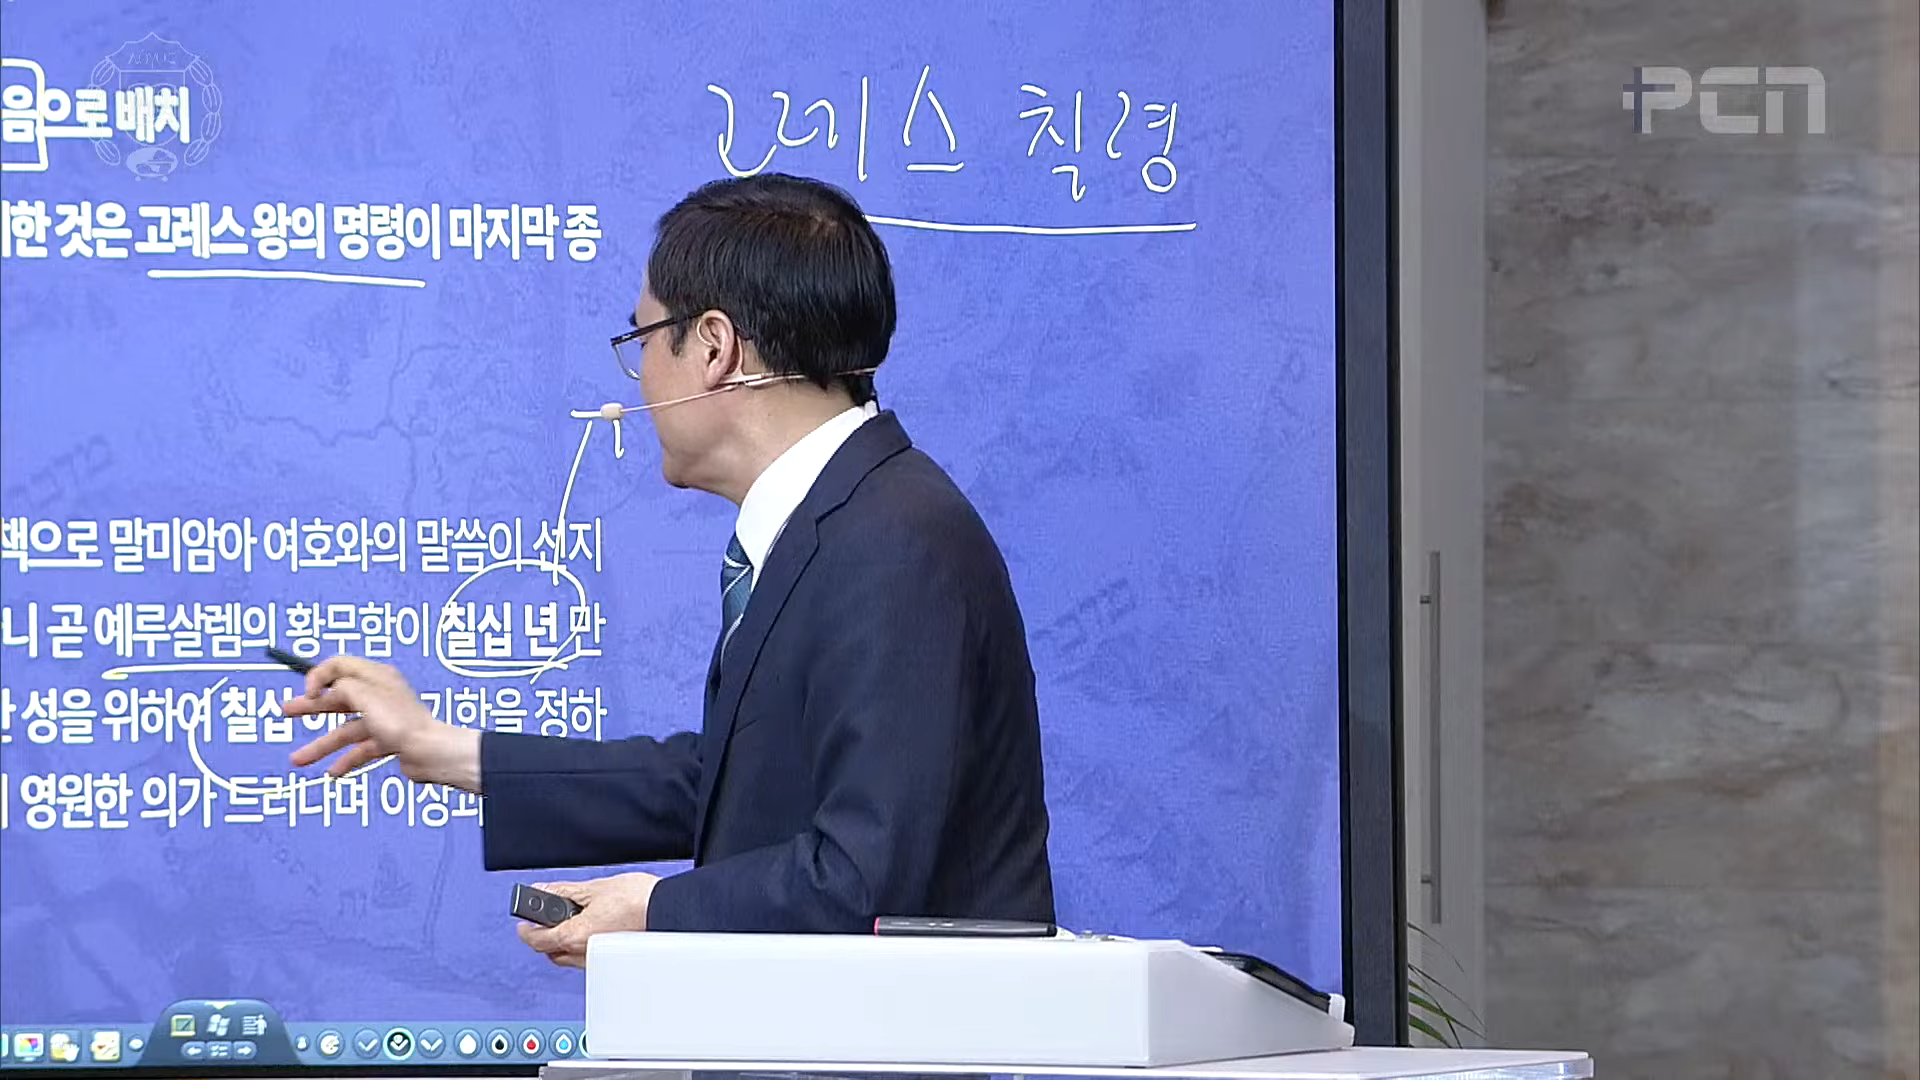 음으로 배치
고레스 칠령
PCN
한 것은 고레스 왕의 명령이 마지막 종
책으로 말미암아 여호와의 말씀이 선지
니 곧 예루살렘의 황무함이 칠십 년 만
성을 위하여 칠십 기한을 정하
영원한 의가 드러나며 이상과